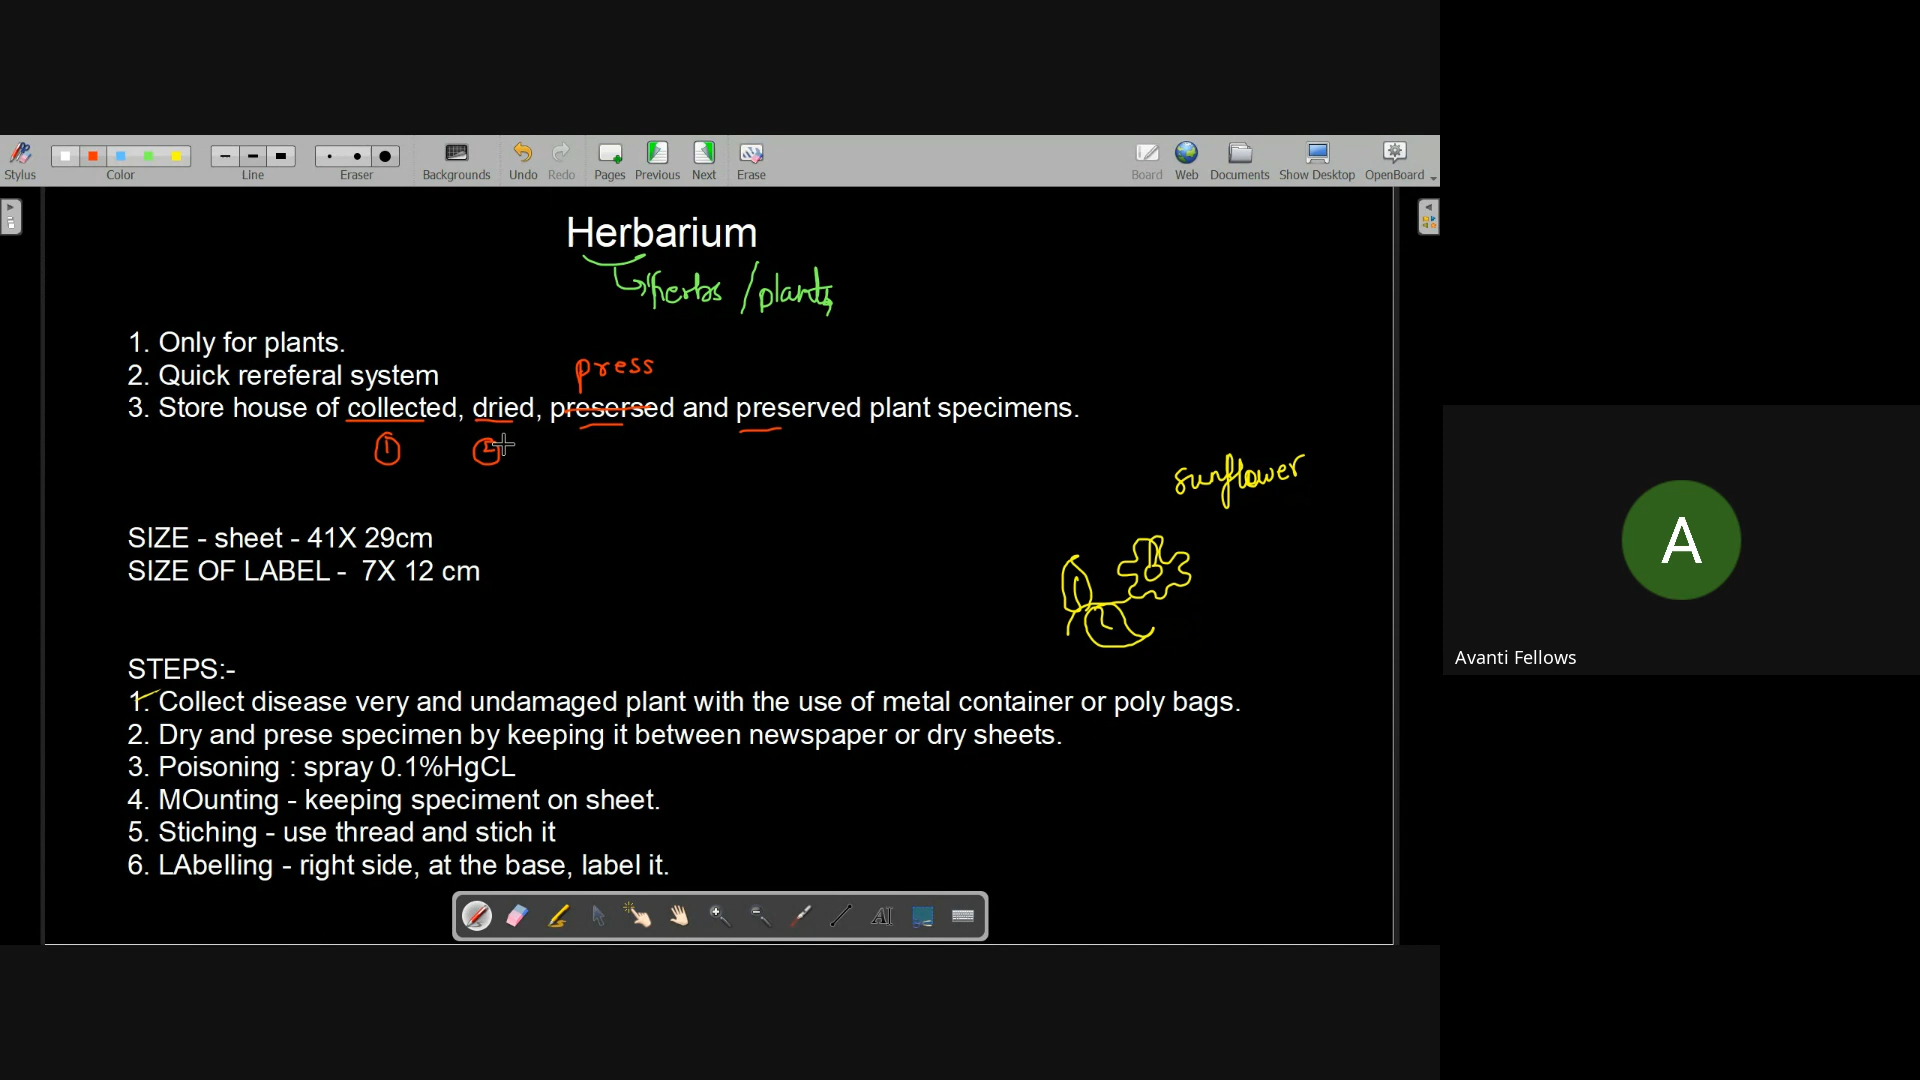 Stylus
Color
Line
Eraser
Backgrounds
Undo
Redo
Pages
Previous
Next
Erase
Board
Web
Documents
Show Desktop
OpenBoard
Herbarium
herbs / plants
1. Only for plants.
press
2. Quick rereferal system
3. Store house of collected, dried, presersed and preserved plant specimens.
1
2
sunflower
SIZE - sheet - 41X 29cm
SIZE OF LABEL - 7X 12 cm
STEPS:-
1. Collect disease very and undamaged plant with the use of metal container or poly bags.
2. Dry and prese specimen by keeping it between newspaper or dry sheets.
3. Poisoning : spray 0.1%HgCL
4. MOunting - keeping speciment on sheet.
5. Stiching - use thread and stich it
6. LAbelling - right side, at the base, label it.
A
Avanti Fellows